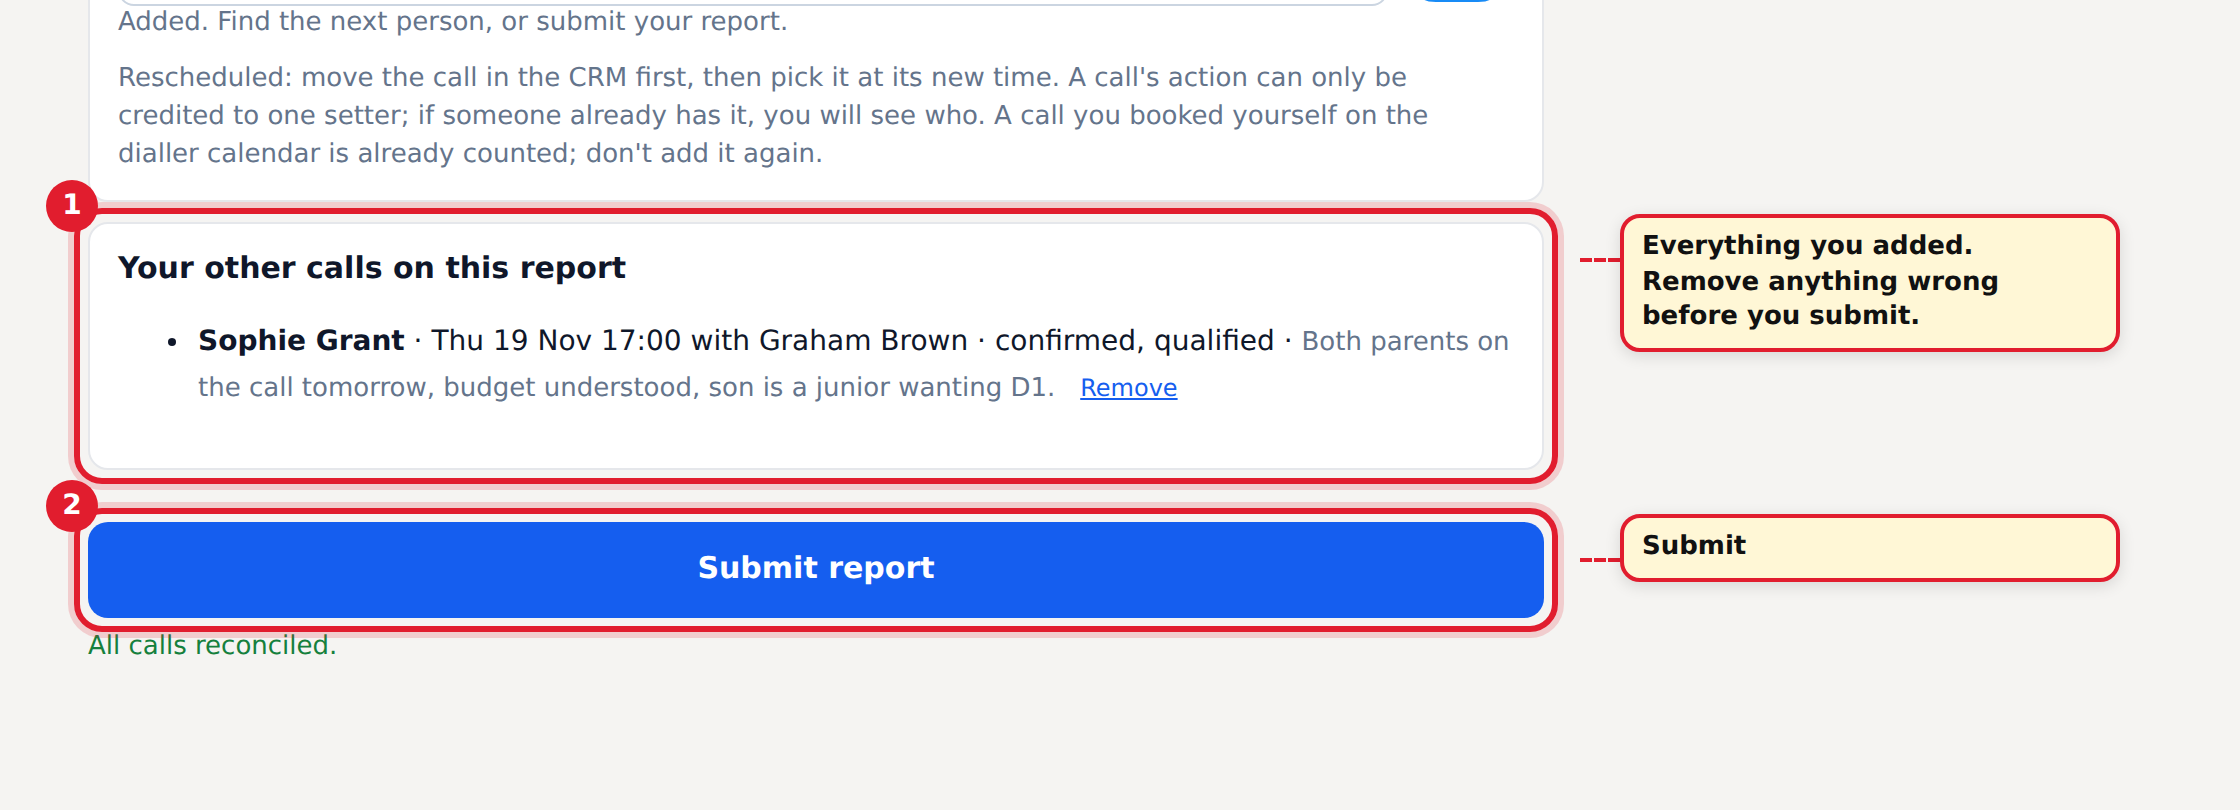 Added. Find the next person, or submit your report.
Rescheduled: move the call in the CRM first, then pick it at its new time. A call's action can only be
credited to one setter; if someone already has it, you will see who. A call you booked yourself on the
dialler calendar is already counted; don't add it again.
1
Your other calls on this report
• Sophie Grant · Thu 19 Nov 17:00 with Graham Brown · confirmed, qualified · Both parents on
the call tomorrow, budget understood, son is a junior wanting D1. Remove
Everything you added.
Remove anything wrong
before you submit.
2
Submit report
Submit
All calls reconciled.